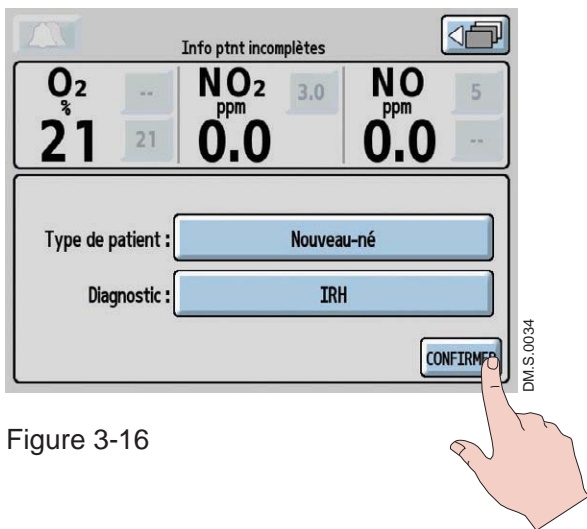 Info ptnt incomplètes
O2 % -- 21 21
NO2 ppm 3.0 0.0
NO ppm 5 0.0 --
Type de patient : Nouveau-né
Diagnostic : IRH
CONFIRMER
DM.S.0034
Figure 3-16